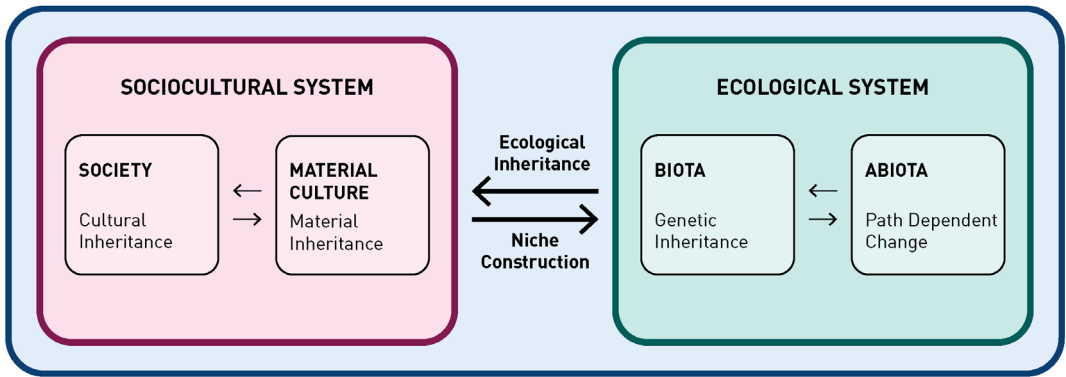 SOCIOCULTURAL SYSTEM
SOCIETY
Cultural
Inheritance
MATERIAL
CULTURE
Material
Inheritance
Ecological
Inheritance
Niche
Construction
ECOLOGICAL SYSTEM
BIOTA
Genetic
Inheritance
ABIOTA
Path Dependent
Change